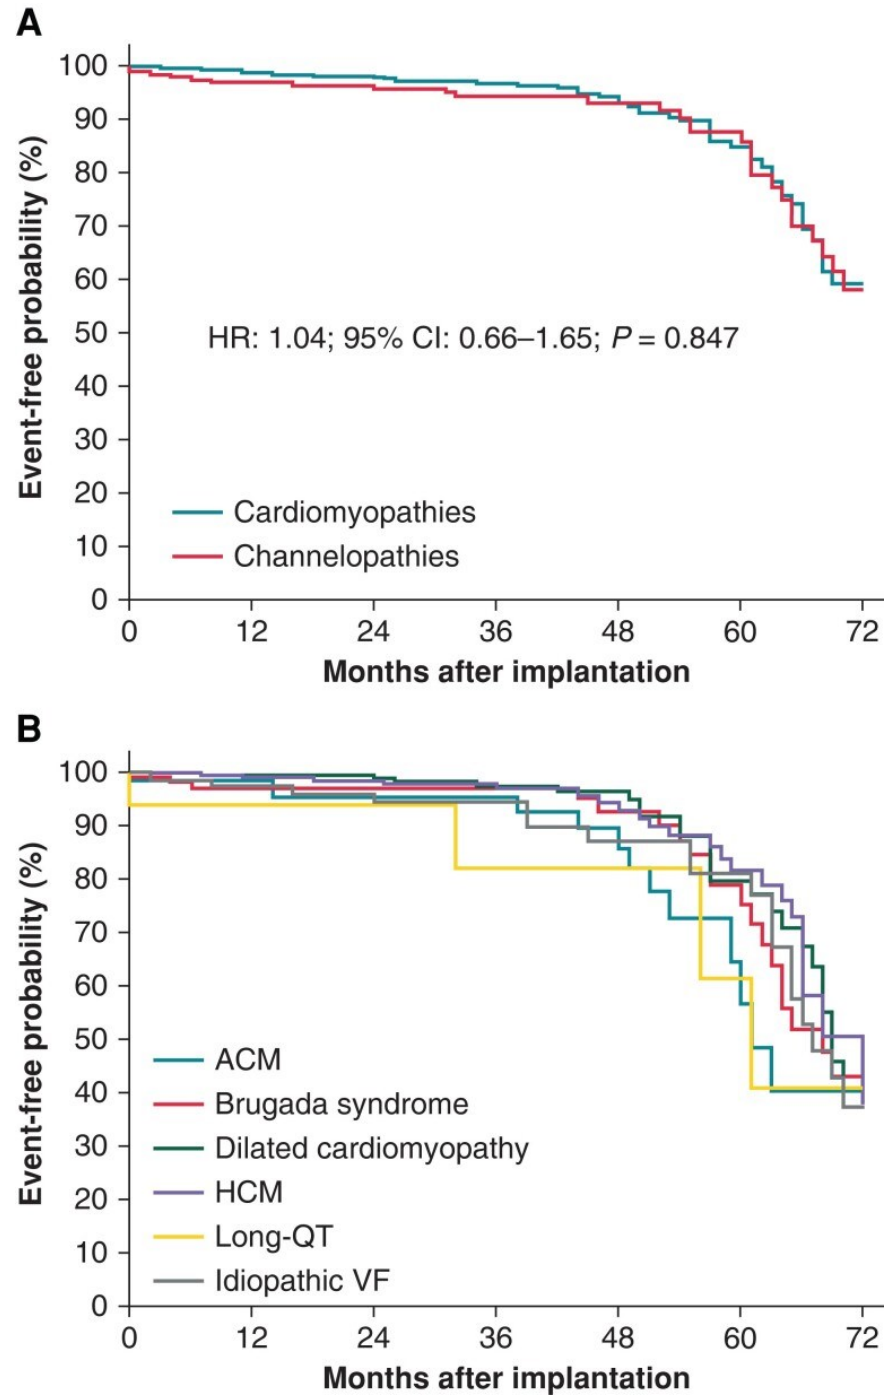 A
Event-free probability (%)
100
90
80
70
60
50
40
30
20
10
0
HR: 1.04; 95% CI: 0.66–1.65; P = 0.847
Cardiomyopathies
Channelopathies
0 12 24 36 48 60 72
Months after implantation
B
Event-free probability (%)
100
90
80
70
60
50
40
30
20
10
0
ACM
Brugada syndrome
Dilated cardiomyopathy
HCM
Long-QT
Idiopathic VF
0 12 24 36 48 60 72
Months after implantation